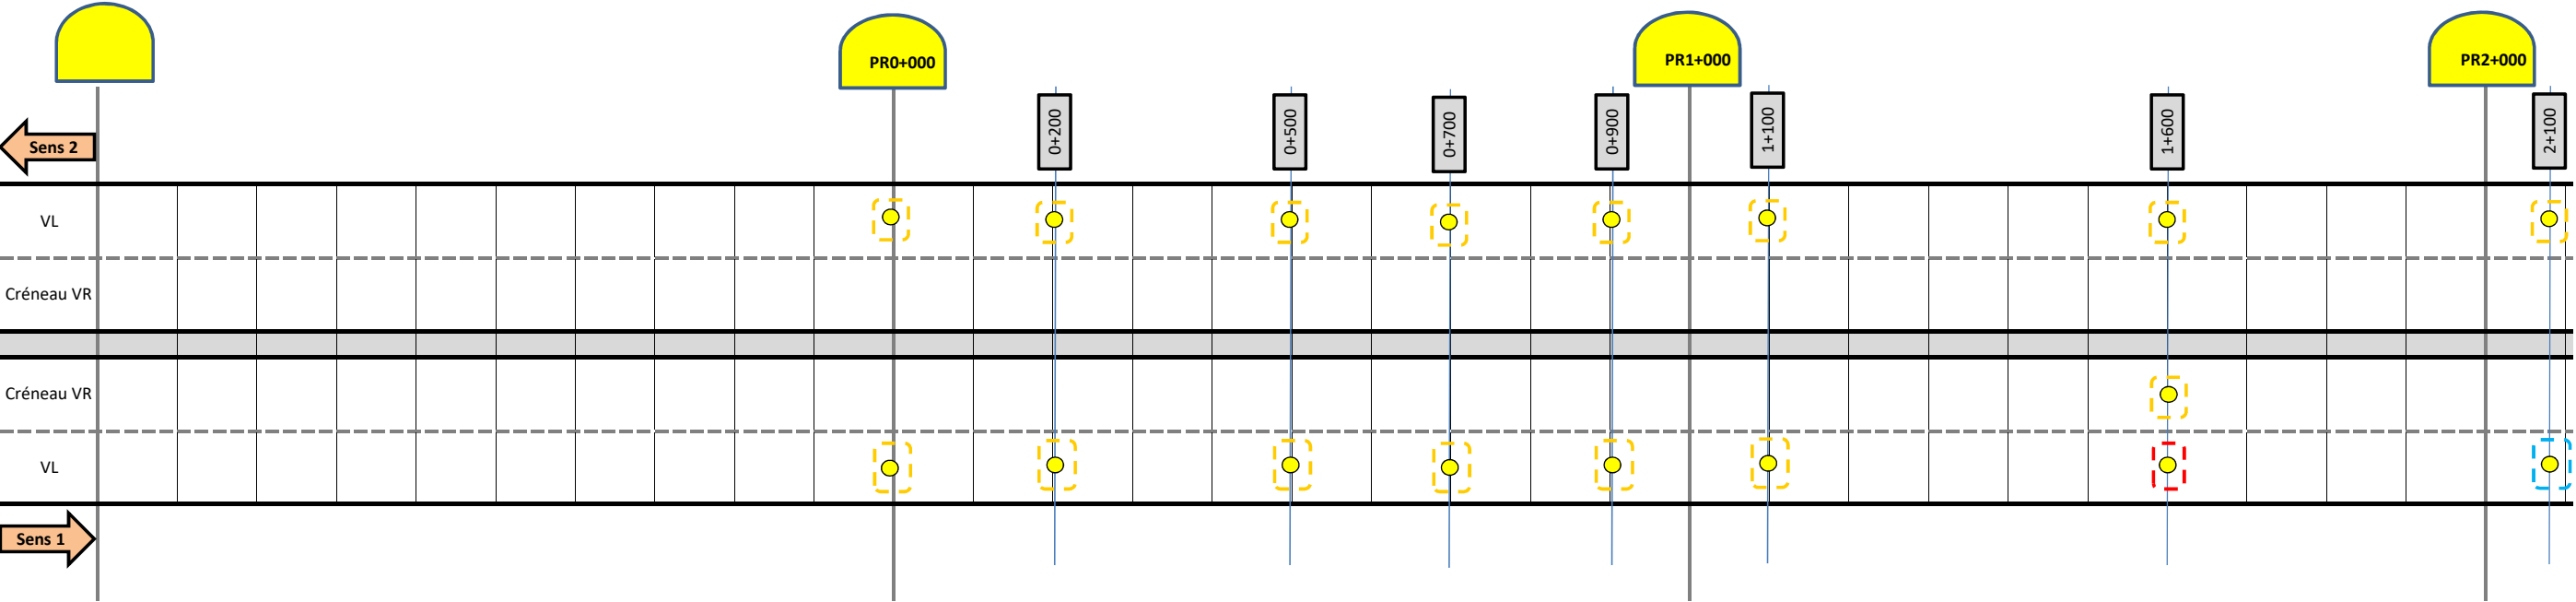 PR0+000
PR1+000
PR2+000
0+200
0+500
0+700
0+900
1+100
1+600
2+100
Sens 2
VL
Créneau VR
Créneau VR
VL
Sens 1